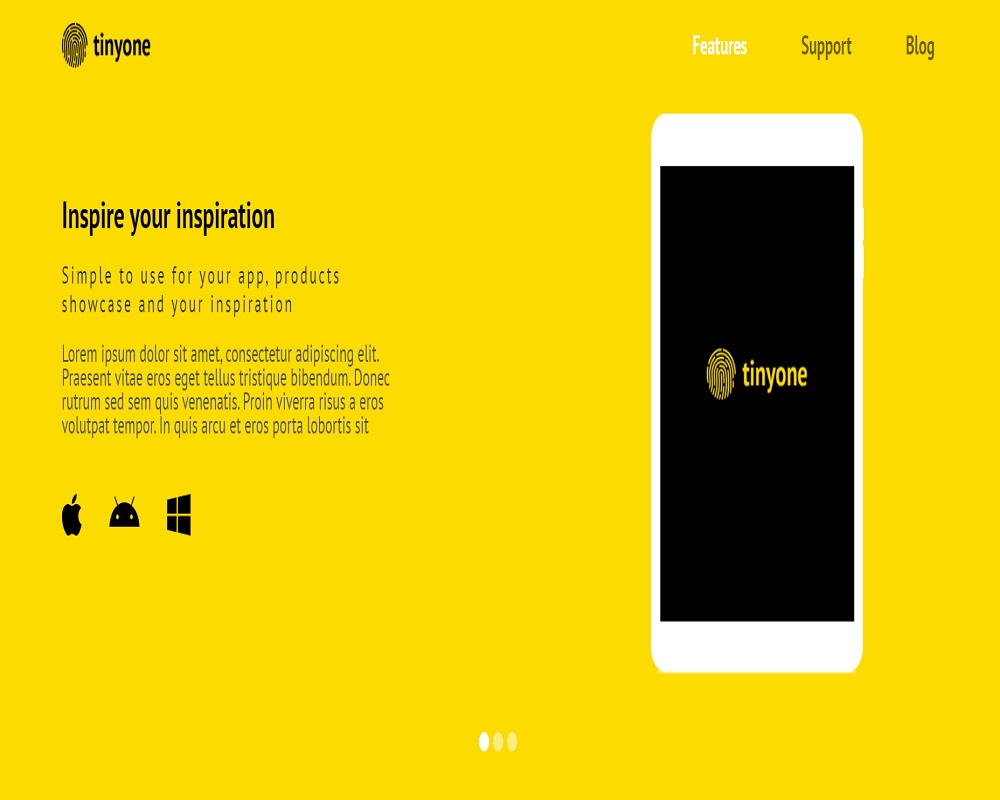 tinyone
Features Support Blog
Inspire your inspiration
Simple to use for your app, products
showcase and your inspiration
Lorem ipsum dolor sit amet, consectetur adipiscing elit.
Praesent vitae eros eget tellus tristique bibendum. Donec
rutrum sed sem quis venenatis. Proin viverra risus a eros
volutpat tempor. In quis arcu et eros porta lobortis sit
tinyone